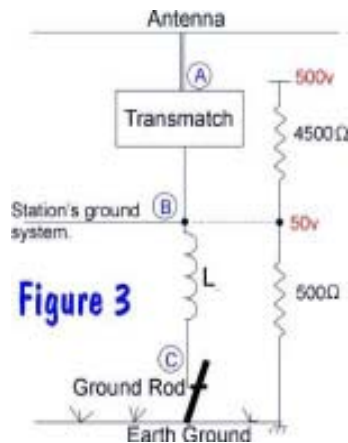 Antenna
A
500v
Transmatch
4500Ω
Station's ground
system.
B
50v
L
Figure 3
500Ω
C
Ground Rod
Earth Ground